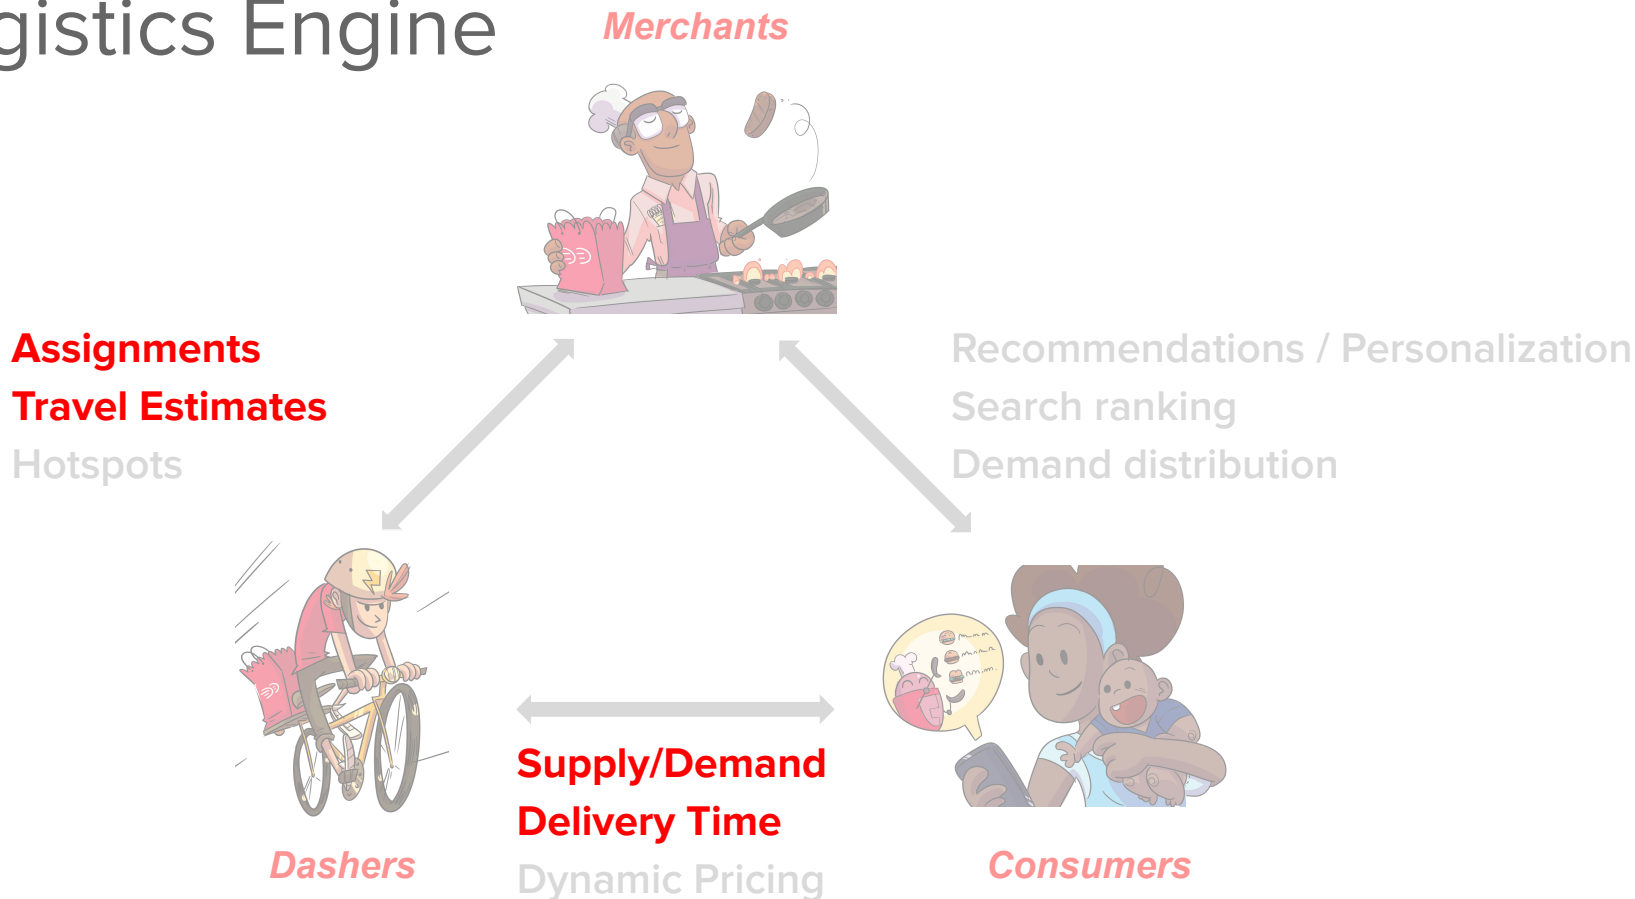 gistics Engine
Merchants
Assignments
Travel Estimates
Hotspots
Recommendations / Personalization
Search ranking
Demand distribution
Supply/Demand
Delivery Time
Dynamic Pricing
Dashers
Consumers